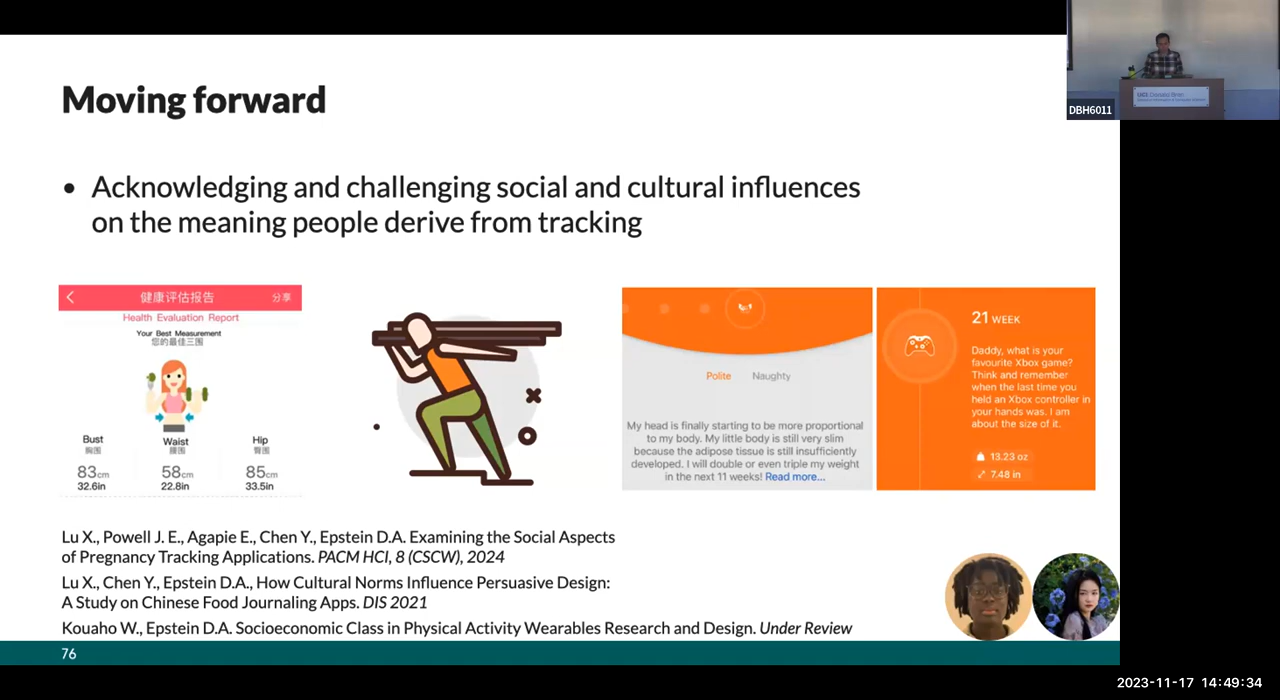 DBH6011
Moving forward
• Acknowledging and challenging social and cultural influences
on the meaning people derive from tracking
健康评估报告
分享
Health Evaluation Report
Your Best Measurement
您的最佳三围
Bust
胸围
83cm
32.6in
Waist
腰围
58cm
22.8in
Hip
臀围
85cm
33.5in
Polite Naughty
My head is finally starting to be more proportional
to my body. My little body is still very slim
because the adipose tissue is still insufficiently
developed. I will double or even triple my weight
in the next 11 weeks! Read more...
21 WEEK
Daddy, what is your
favourite Xbox game?
Think and remember
when the last time you
held an Xbox controller in
your hands was. I am
about the size of it.
13.23 oz
7.48 in
Lu X., Powell J. E., Agapie E., Chen Y., Epstein D.A. Examining the Social Aspects
of Pregnancy Tracking Applications. PACM HCI, 8 (CSCW), 2024
Lu X., Chen Y., Epstein D.A., How Cultural Norms Influence Persuasive Design:
A Study on Chinese Food Journaling Apps. DIS 2021
Kouaho W., Epstein D.A. Socioeconomic Class in Physical Activity Wearables Research and Design. Under Review
76
2023-11-17 14:49:34